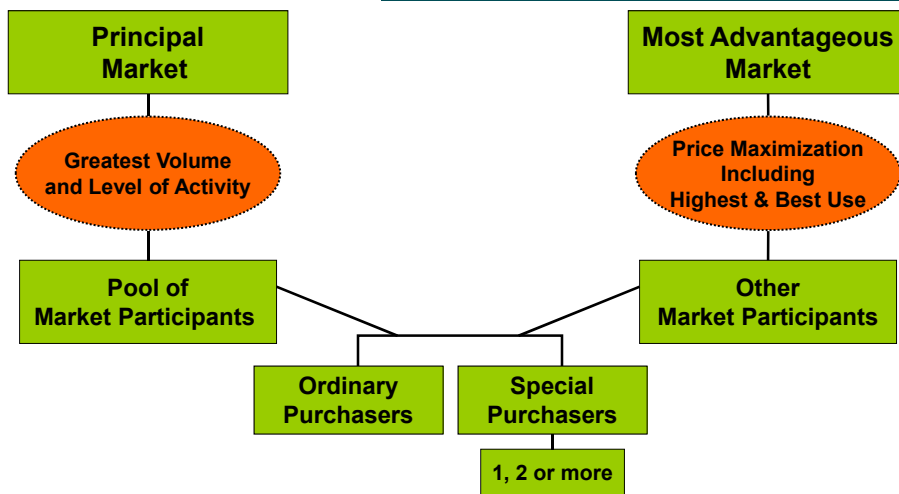 Principal
Market
Most Advantageous
Market
Greatest Volume
and Level of Activity
Price Maximization
Including
Highest & Best Use
Pool of
Market Participants
Other
Market Participants
Ordinary
Purchasers
Special
Purchasers
1, 2 or more